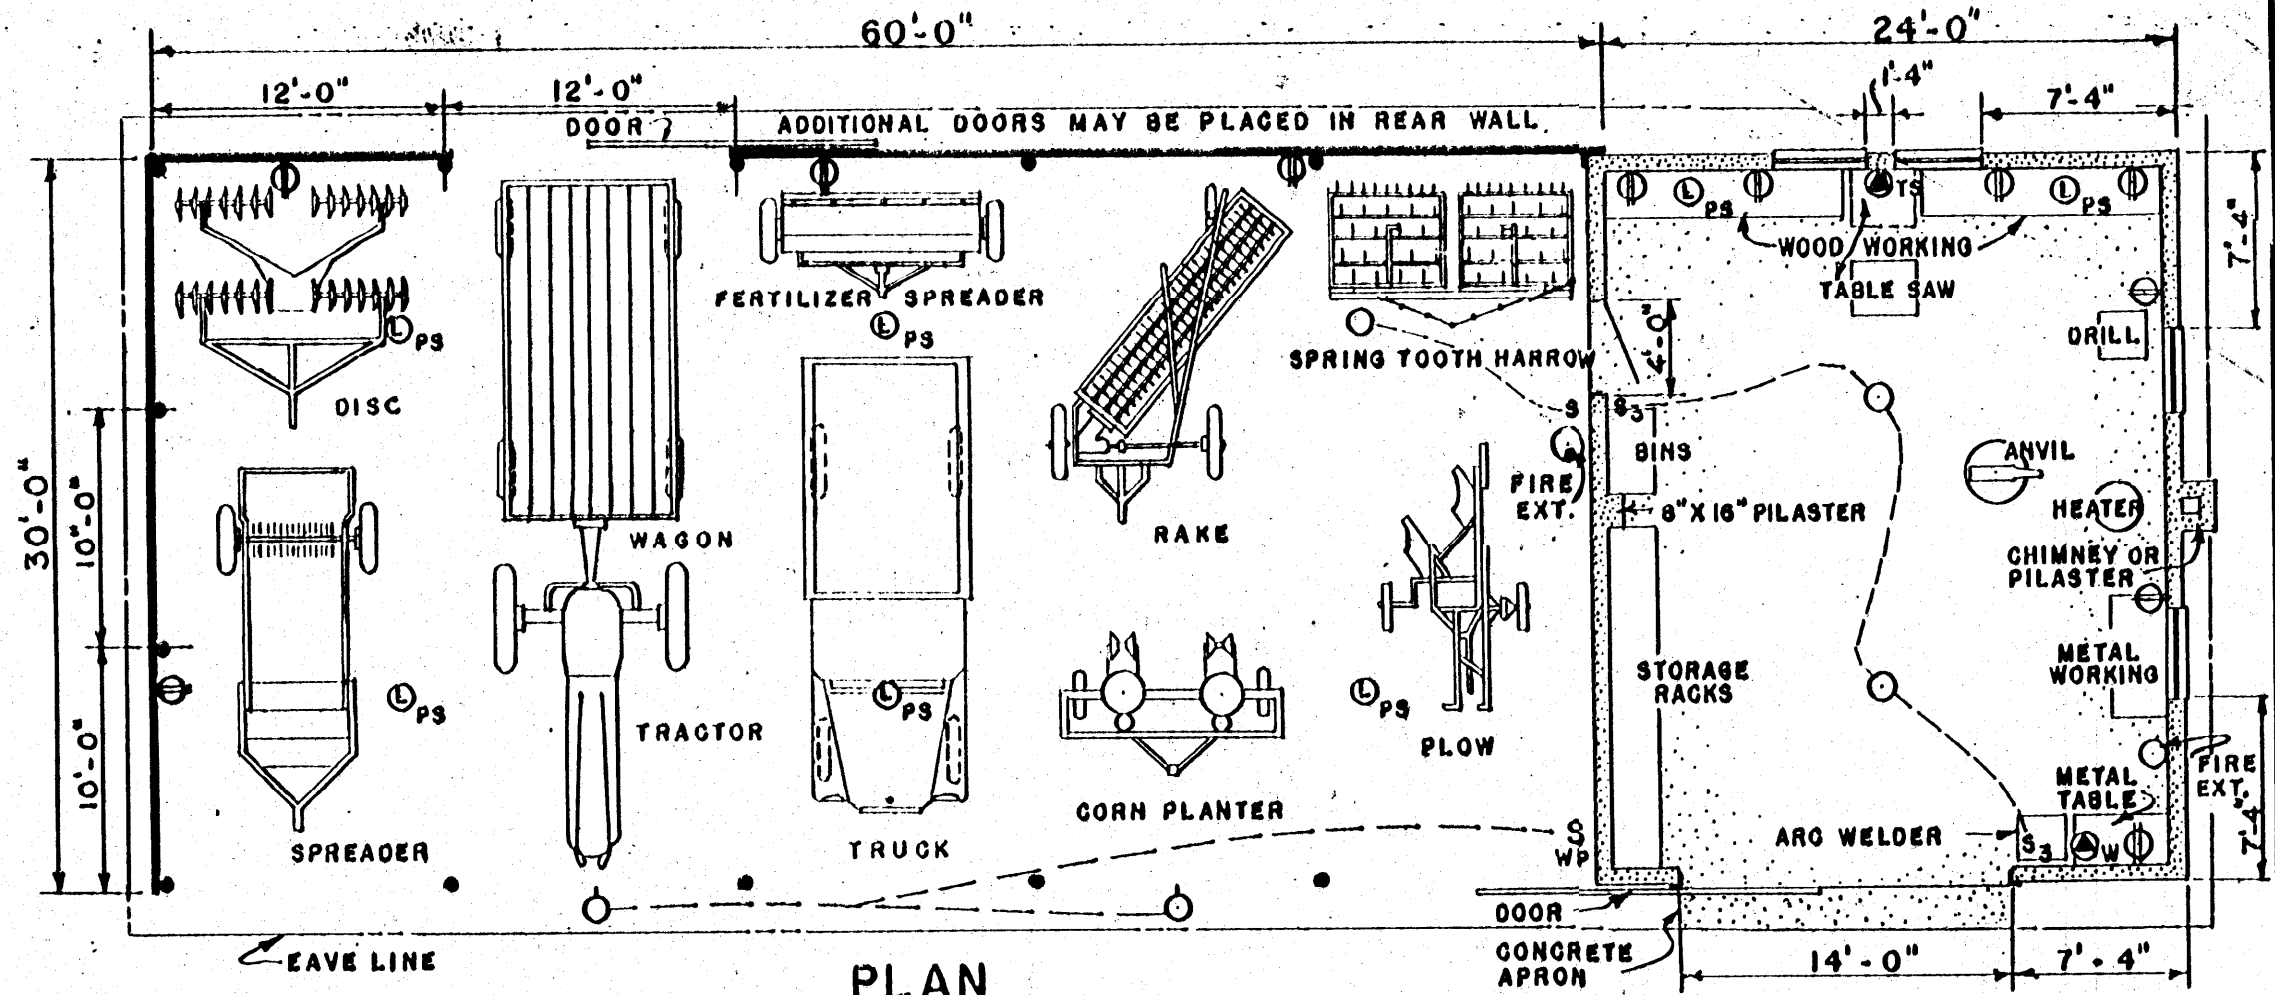 60'-0"
24'-0"
12'-0"
12'-0"
1'-4"
7'-4"
DOOR
ADDITIONAL DOORS MAY BE PLACED IN REAR WALL.
L PS
L PS
TS
WOOD WORKING
TABLE SAW
7'-4"
FERTILIZER SPREADER
L PS
L PS
DRILL
SPRING TOOTH HARROW
4'-0"
DISC
S
S3
BINS
ANVIL
30'-0"
10'-0"
FIRE
EXT.
8" X 16" PILASTER
HEATER
WAGON
RAKE
CHIMNEY OR
PILASTER
STORAGE
RACKS
METAL
WORKING
L PS
L PS
L PS
TRACTOR
PLOW
10'-0"
METAL
TABLE
FIRE
EXT.
7'-4"
CORN PLANTER
SPREADER
TRUCK
S
WP
ARC WELDER
S3
W
DOOR
EAVE LINE
CONCRETE
APRON
14'-0"
7'-4"
PLAN